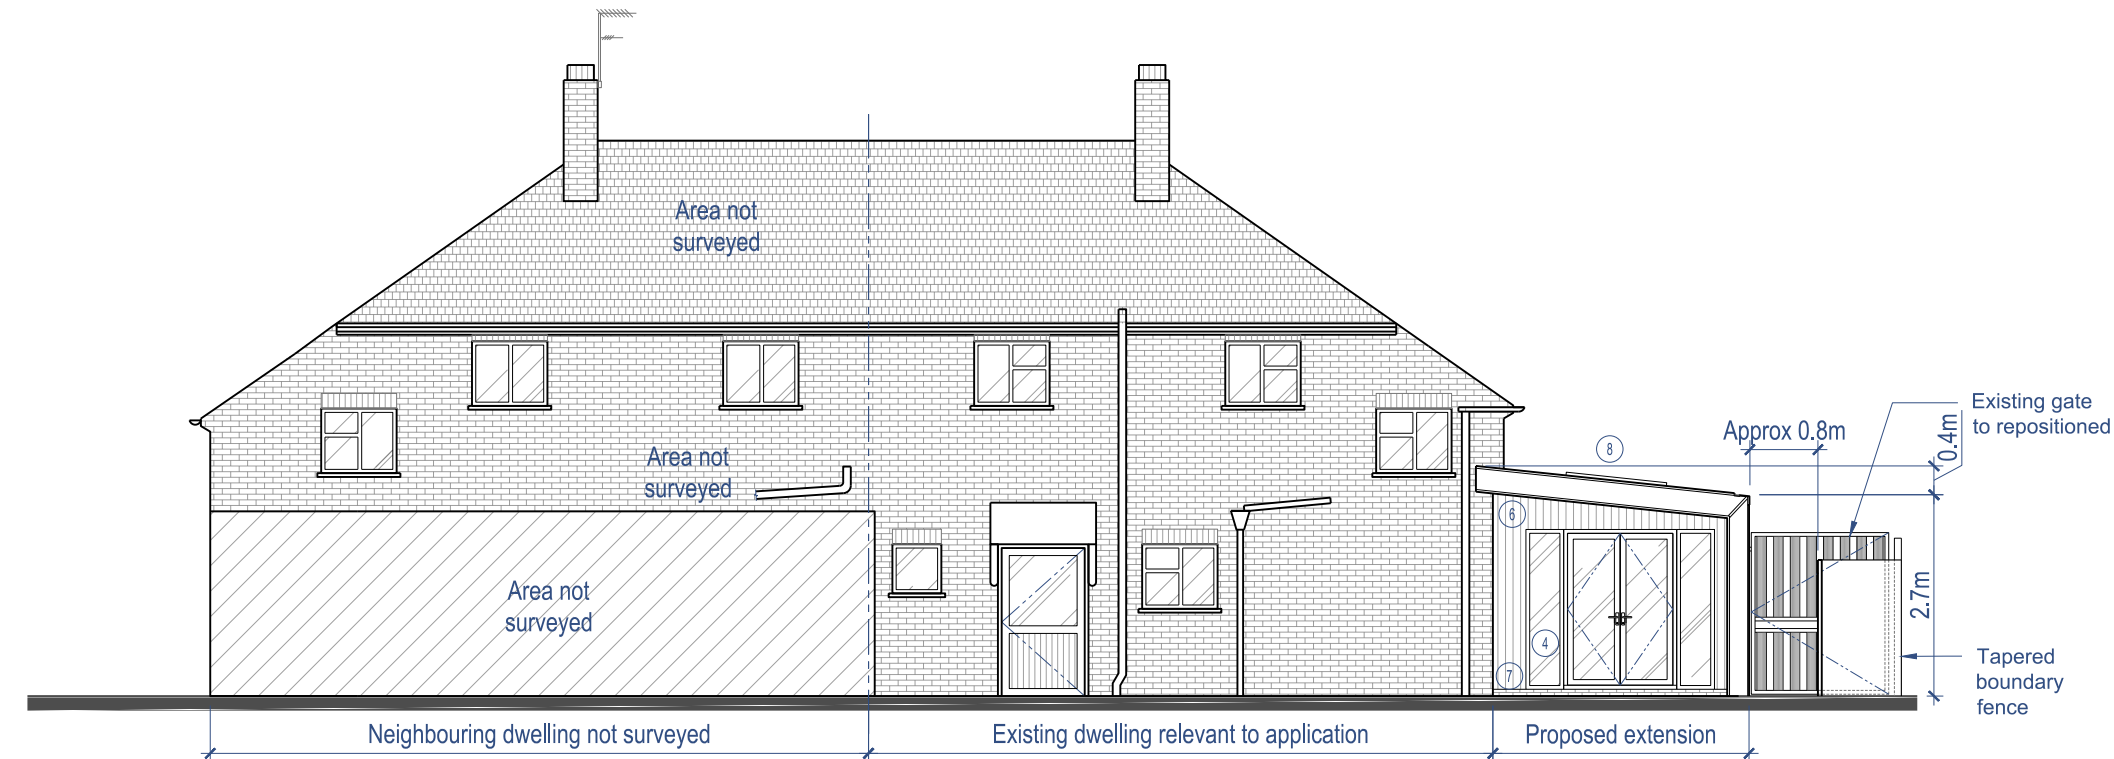 Area not
surveyed
Area not
surveyed
Area not
surveyed
8
Approx 0.8m
0.4m
Existing gate
to repositioned
6
4
7
2.7m
Tapered
boundary
fence
Neighbouring dwelling not surveyed
Existing dwelling relevant to application
Proposed extension